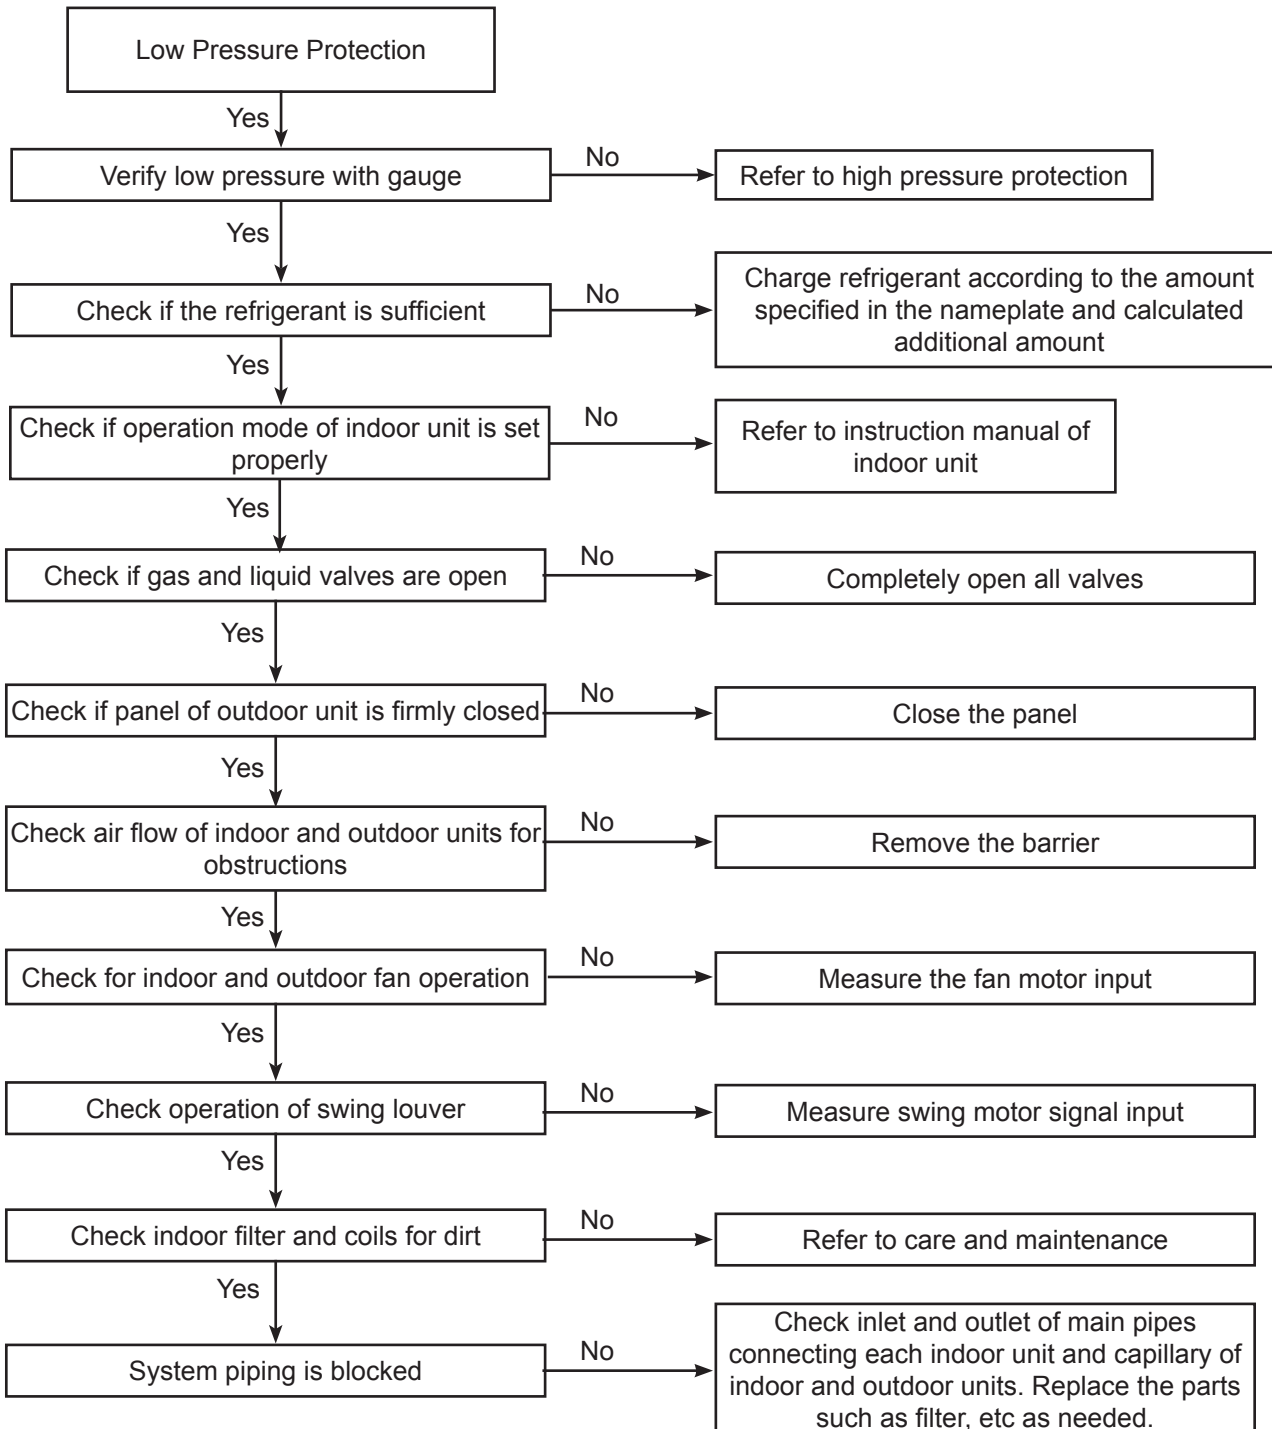 Low Pressure Protection
Yes
Verify low pressure with gauge
No
Refer to high pressure protection
Yes
Check if the refrigerant is sufficient
No
Charge refrigerant according to the amount
specified in the nameplate and calculated
additional amount
Yes
Check if operation mode of indoor unit is set
properly
No
Refer to instruction manual of
indoor unit
Yes
Check if gas and liquid valves are open
No
Completely open all valves
Yes
Check if panel of outdoor unit is firmly closed
No
Close the panel
Yes
Check air flow of indoor and outdoor units for
obstructions
No
Remove the barrier
Yes
Check for indoor and outdoor fan operation
No
Measure the fan motor input
Yes
Check operation of swing louver
No
Measure swing motor signal input
Yes
Check indoor filter and coils for dirt
No
Refer to care and maintenance
Yes
System piping is blocked
No
Check inlet and outlet of main pipes
connecting each indoor unit and capillary of
indoor and outdoor units. Replace the parts
such as filter, etc as needed.